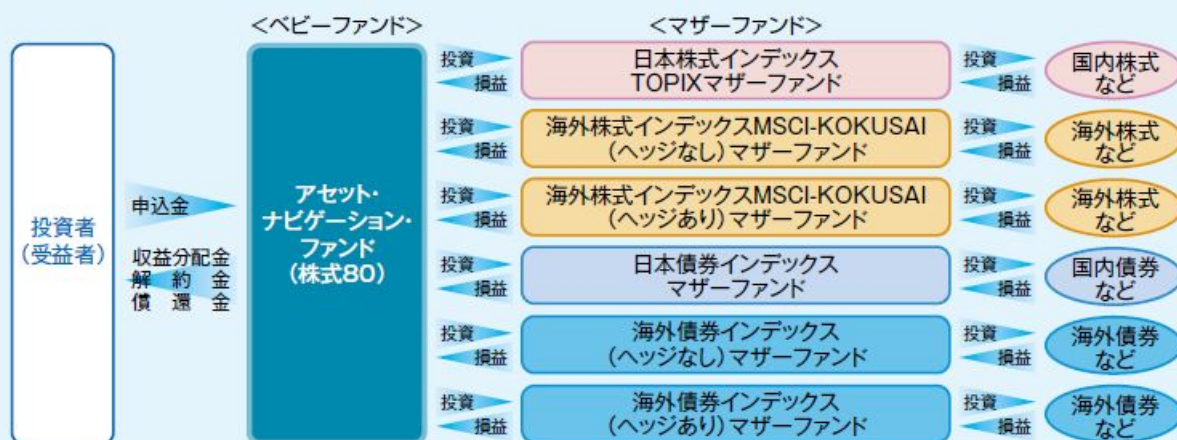 <ベビーファンド>
<マザーファンド>
投資者
(受益者)
申込金
収益分配金
解約金
償還金
アセット・
ナビゲーション・
ファンド
(株式80)
投資
損益
日本株式インデックス
TOPIXマザーファンド
投資
損益
国内株式
など
投資
損益
海外株式インデックスMSCI-KOKUSAI
(ヘッジなし)マザーファンド
投資
損益
海外株式
など
投資
損益
海外株式インデックスMSCI-KOKUSAI
(ヘッジあり)マザーファンド
投資
損益
海外株式
など
投資
損益
日本債券インデックス
マザーファンド
投資
損益
国内債券
など
投資
損益
海外債券インデックス
(ヘッジなし)マザーファンド
投資
損益
海外債券
など
投資
損益
海外債券インデックス
(ヘッジあり)マザーファンド
投資
損益
海外債券
など